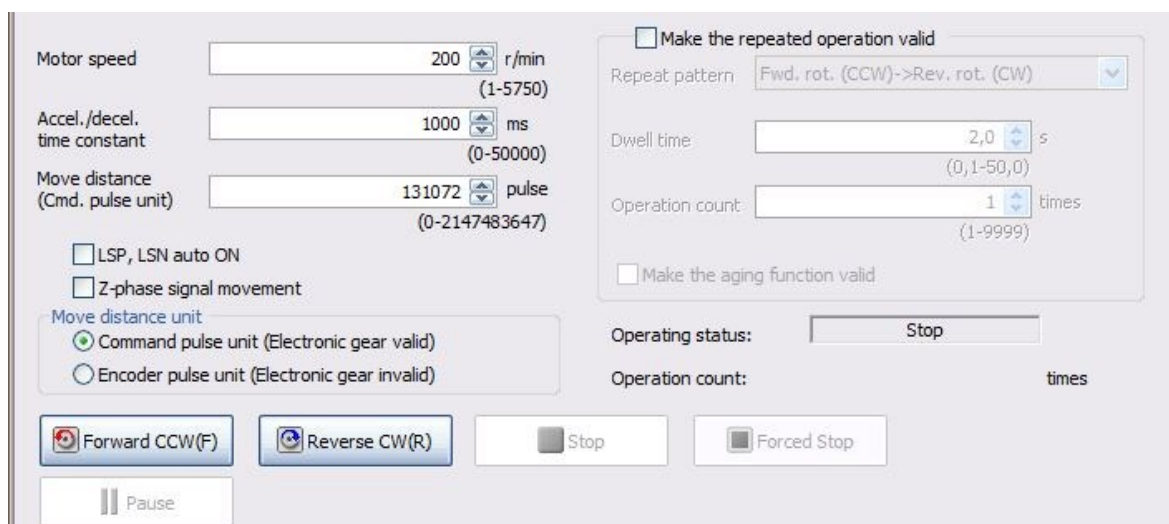 Motor speed 200 r/min
(1-5750)
Accel./decel.
time constant 1000 ms
(0-50000)
Move distance
(Cmd. pulse unit) 131072 pulse
(0-2147483647)
LSP, LSN auto ON
Z-phase signal movement
Move distance unit
Command pulse unit (Electronic gear valid)
Encoder pulse unit (Electronic gear invalid)
Make the repeated operation valid
Repeat pattern Fwd. rot. (CCW)->Rev. rot. (CW)
Dwell time 2,0 s
(0,1-50,0)
Operation count 1 times
(1-9999)
Make the aging function valid
Operating status: Stop
Operation count: times
Forward CCW(F) Reverse CW(R) Stop Forced Stop
Pause